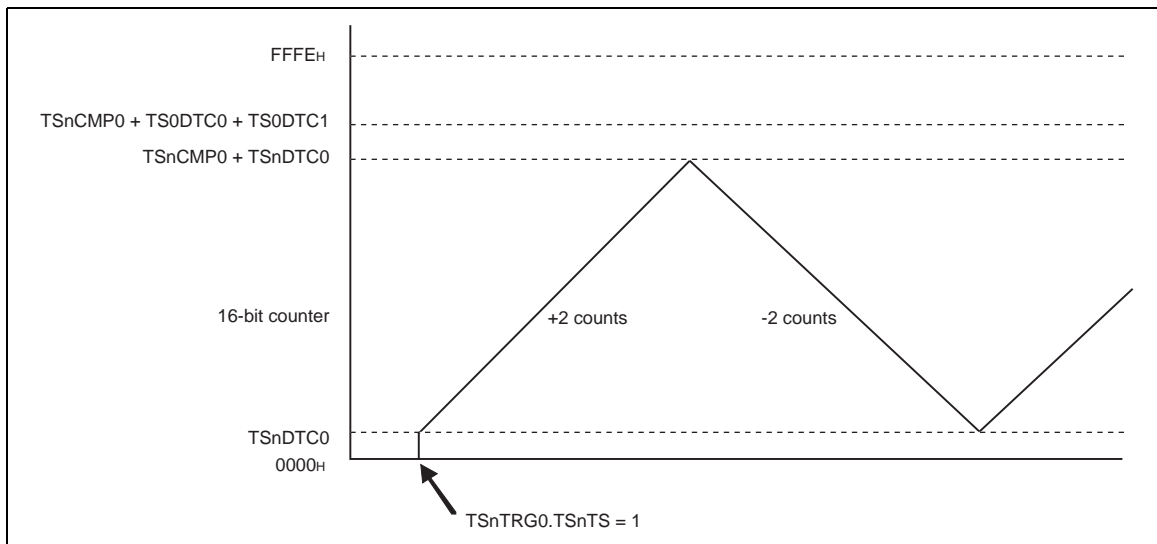 FFFEH
TSnCMP0 + TS0DTC0 + TS0DTC1
TSnCMP0 + TSnDTC0
16-bit counter
+2 counts
-2 counts
TSnDTC0
0000H
TSnTRG0.TSnTS = 1